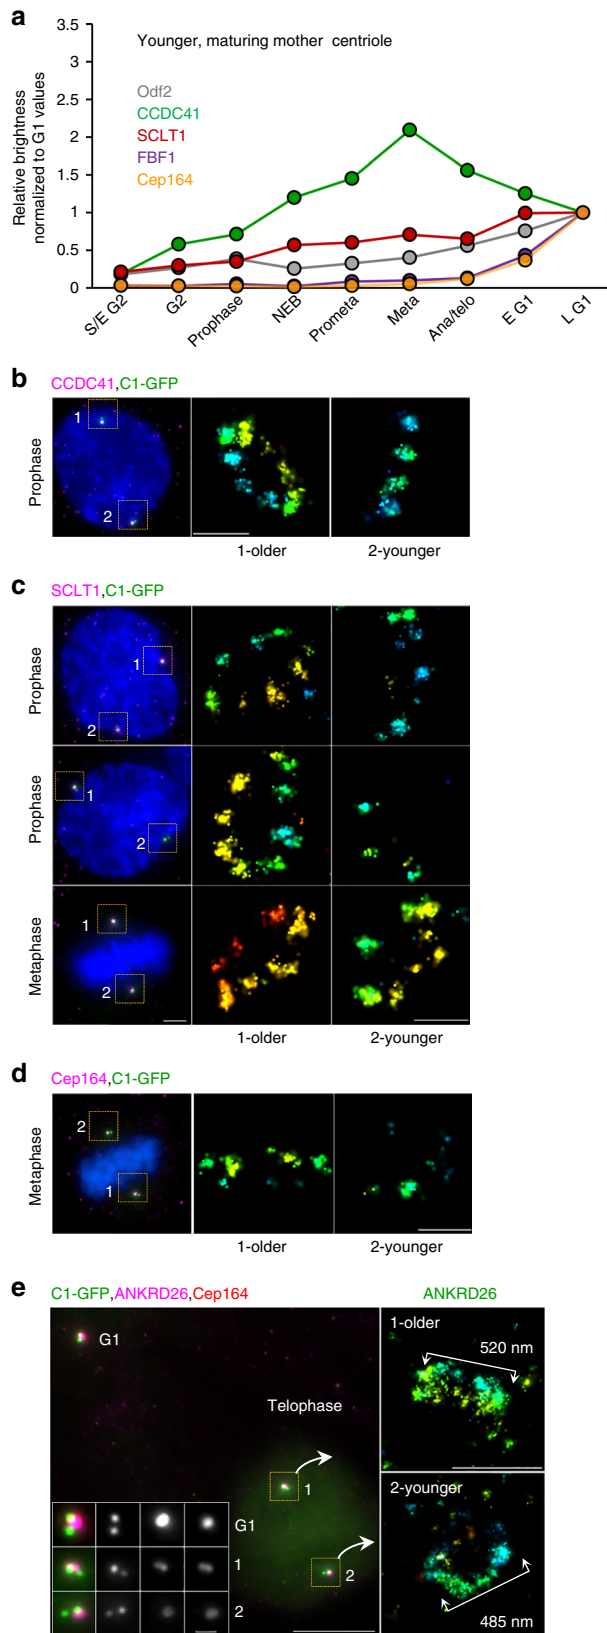 a
3.5
3
2.5
2
1.5
1
0.5
0
Relative brightness
normalized to G1 values
Younger, maturing mother centriole
Odf2
CCDC41
SCLT1
FBF1
Cep164
S/E G2
G2
Prophase
NEB
Prometa
Meta
Ana/telo
E G1
L G1
b
CCDC41,C1-GFP
Prophase
1
2
1-older
2-younger
c
SCLT1,C1-GFP
Prophase
1
2
Prophase
1
2
Metaphase
1
2
1-older
2-younger
d
Cep164,C1-GFP
Metaphase
2
1
1-older
2-younger
e
C1-GFP,ANKRD26,Cep164
ANKRD26
G1
Telophase
1
2
G1
1
2
1-older
520 nm
2-younger
485 nm